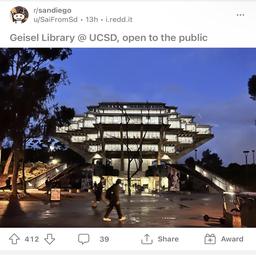 r/sandiego
u/SaiFromSd • 13h • i.redd.it
Geisel Library @ UCSD, open to the public
412
39
Share
Award